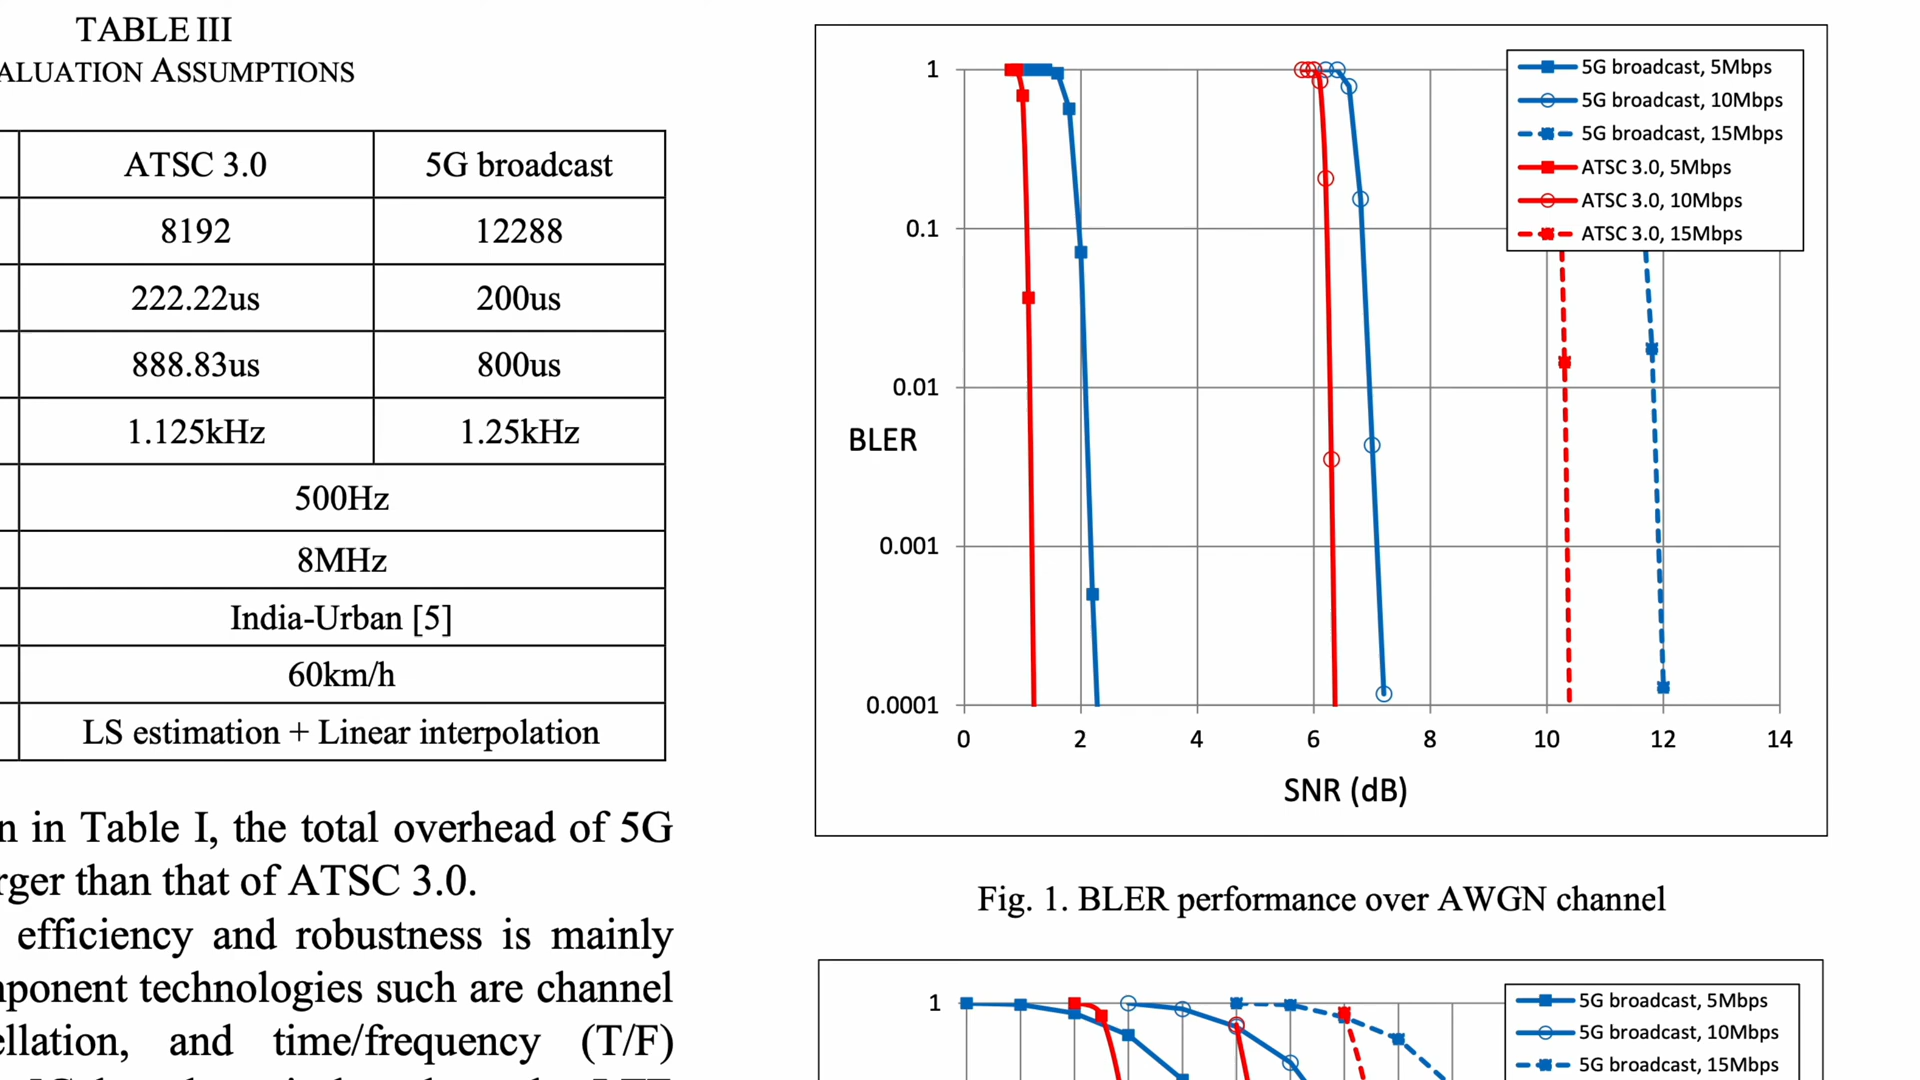 TABLE III
ALUATION ASSUMPTIONS
ATSC 3.0 5G broadcast
8192 12288
222.22us 200us
888.83us 800us
1.125kHz 1.25kHz
500Hz
8MHz
India-Urban [5]
60km/h
LS estimation + Linear interpolation
n in Table I, the total overhead of 5G
rger than that of ATSC 3.0.
efficiency and robustness is mainly
nponent technologies such are channel
ellation, and time/frequency (T/F)
1
0.1
0.01
BLER
0.001
0.0001
0 2 4 6 8 10 12 14
SNR (dB)
5G broadcast, 5Mbps
5G broadcast, 10Mbps
5G broadcast, 15Mbps
ATSC 3.0, 5Mbps
ATSC 3.0, 10Mbps
ATSC 3.0, 15Mbps
Fig. 1. BLER performance over AWGN channel
1
5G broadcast, 5Mbps
5G broadcast, 10Mbps
5G broadcast, 15Mbps